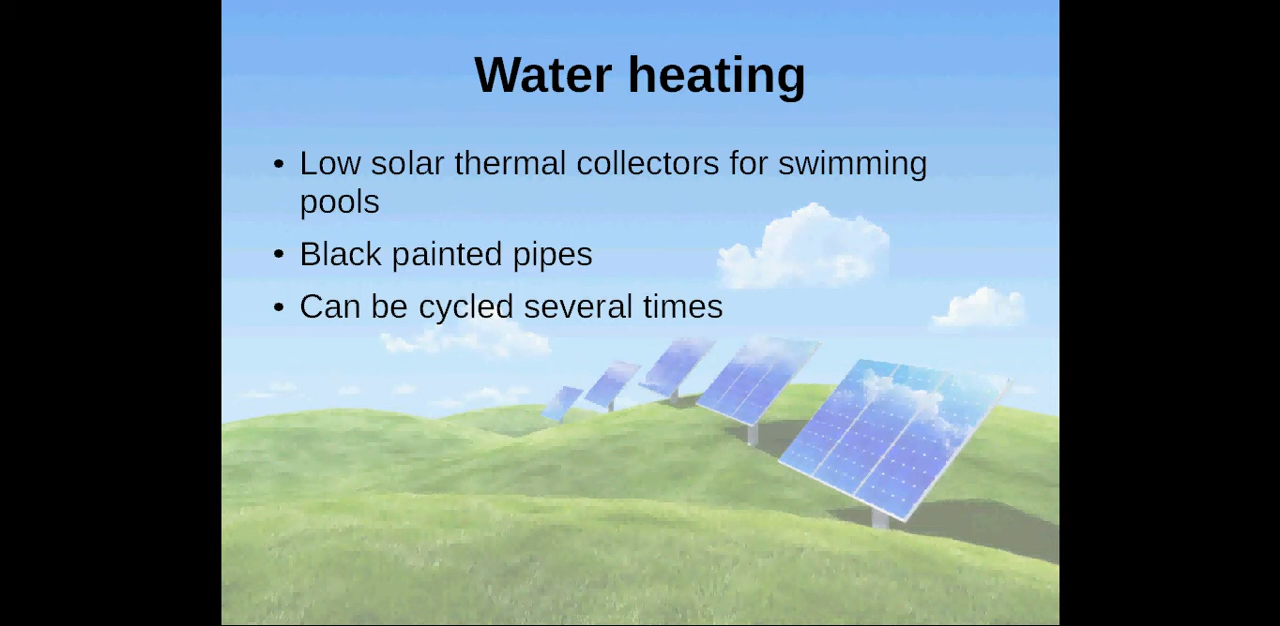 Water heating
• Low solar thermal collectors for swimming
pools
• Black painted pipes
• Can be cycled several times